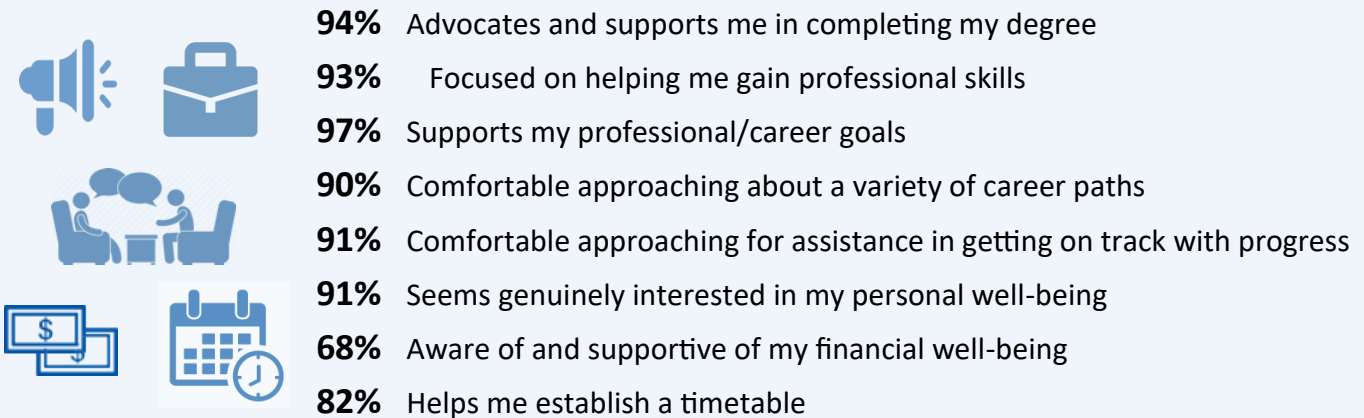 94% Advocates and supports me in completing my degree
93% Focused on helping me gain professional skills
97% Supports my professional/career goals
90% Comfortable approaching about a variety of career paths
91% Comfortable approaching for assistance in getting on track with progress
91% Seems genuinely interested in my personal well-being
$
$
68% Aware of and supportive of my financial well-being
82% Helps me establish a timetable